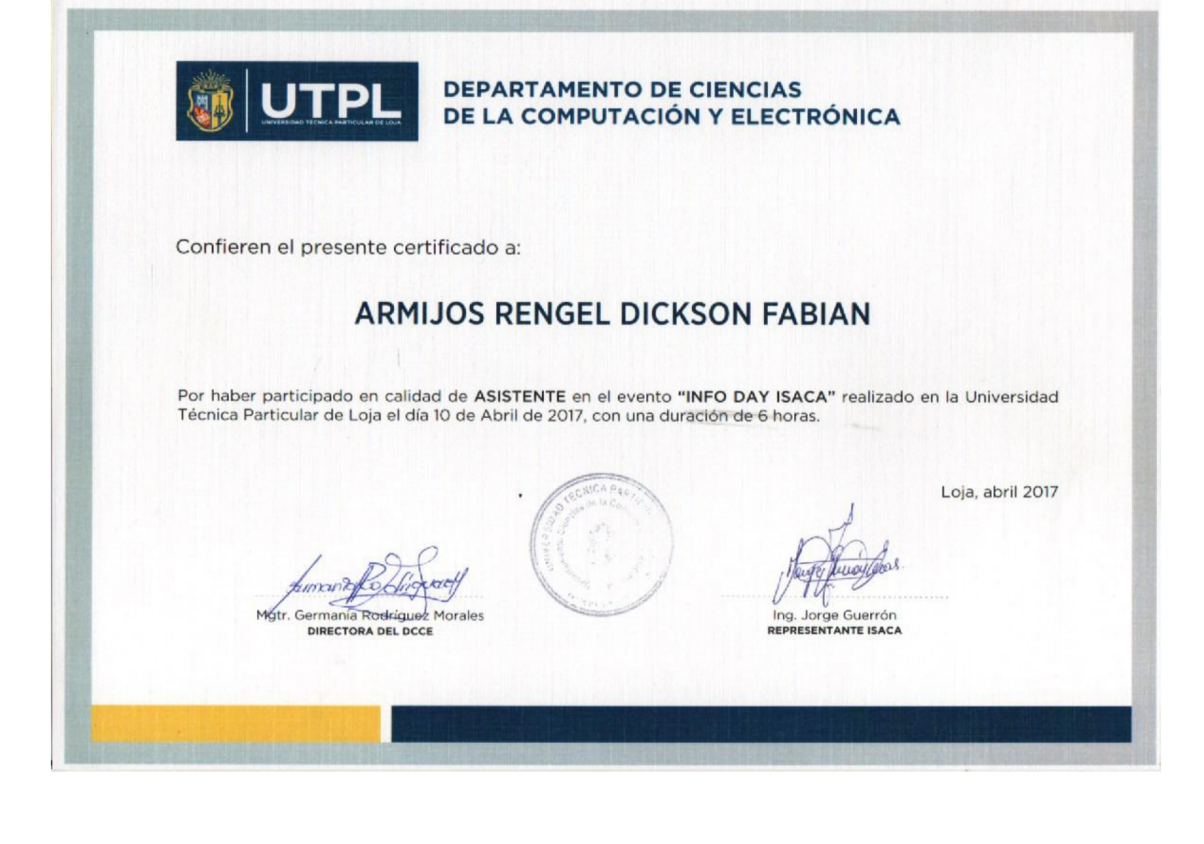 UTPL
UNIVERSIDAD TÉCNICA PARTICULAR DE LOJA
DEPARTAMENTO DE CIENCIAS
DE LA COMPUTACIÓN Y ELECTRÓNICA
Confieren el presente certificado a:
ARMIJOS RENGEL DICKSON FABIAN
Por haber participado en calidad de ASISTENTE en el evento “INFO DAY ISACA” realizado en la Universidad
Técnica Particular de Loja el día 10 de Abril de 2017, con una duración de 6 horas.
Loja, abril 2017
UNIVERSIDAD TÉCNICA
Mgtr. Germania Rodríguez Morales
DIRECTORA DEL DCCE
Ing. Jorge Guerrón
REPRESENTANTE ISACA